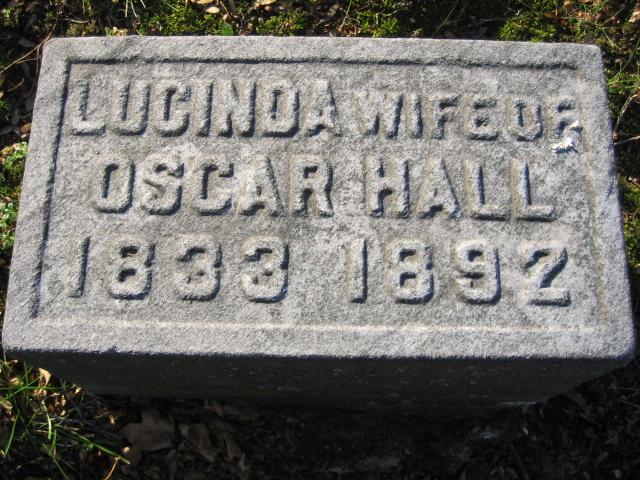 LUCINDA WIFE OF
OSCAR HALL
1833 1892